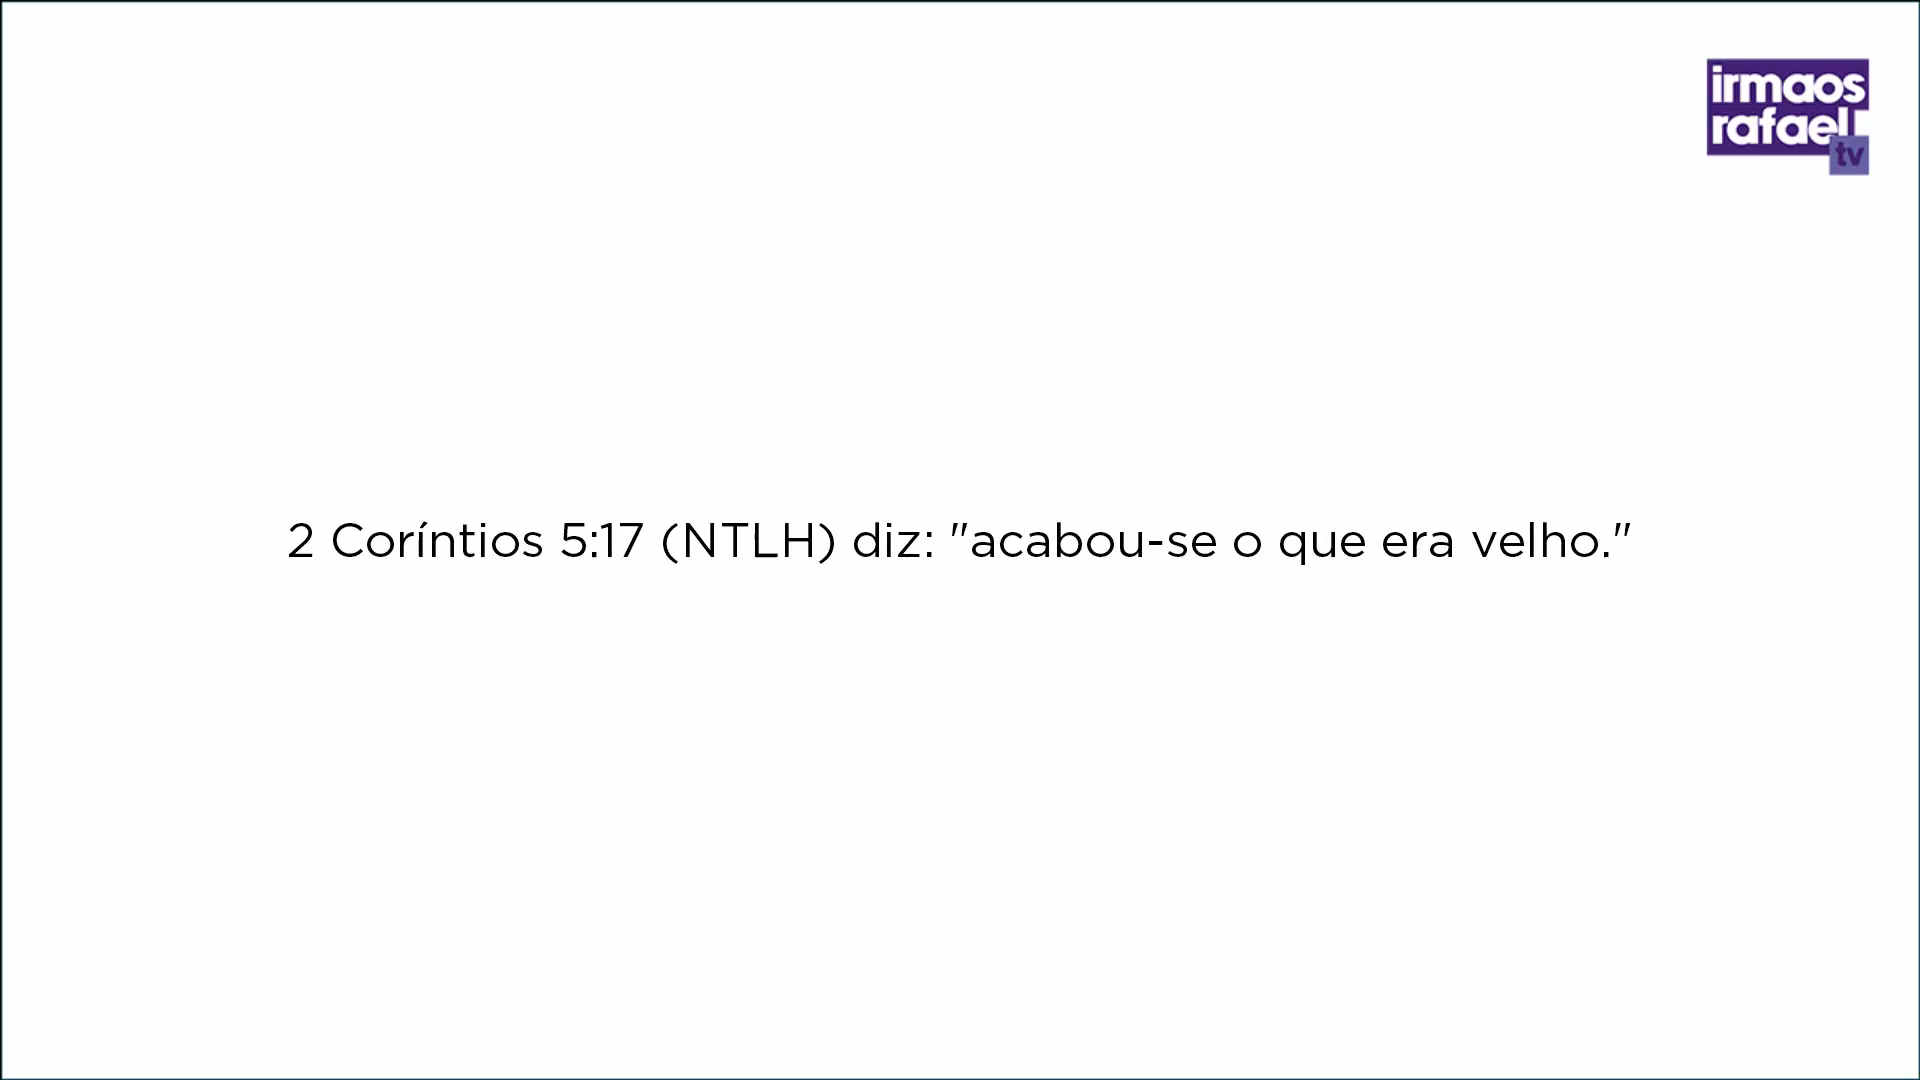 irmaos
rafael
tv
2 Coríntios 5:17 (NTLH) diz: "acabou-se o que era velho."